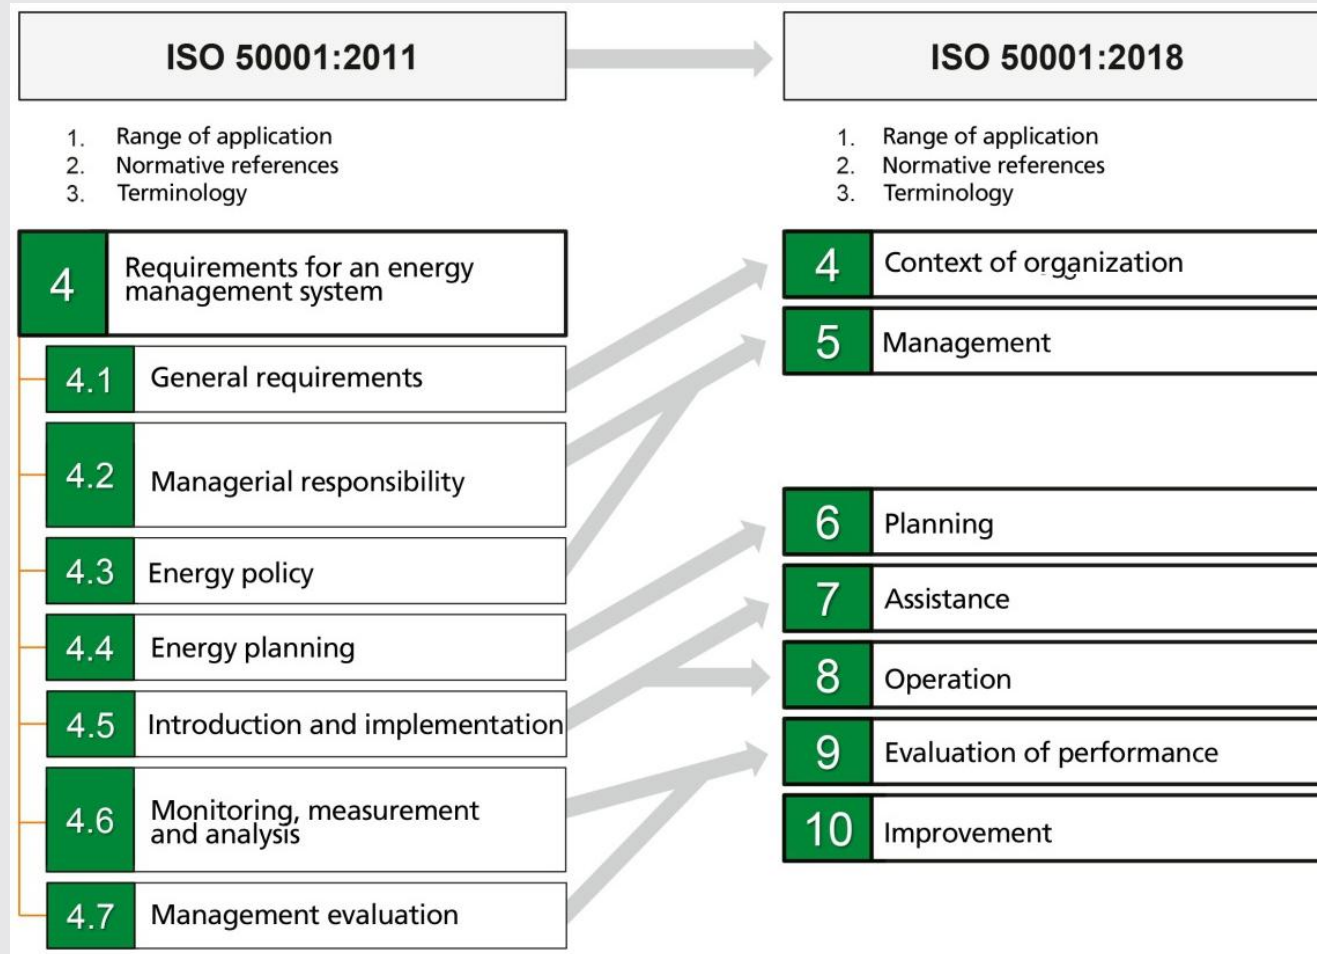 ISO 50001:2011
1. Range of application
2. Normative references
3. Terminology
4 Requirements for an energy
management system
4.1 General requirements
4.2 Managerial responsibility
4.3 Energy policy
4.4 Energy planning
4.5 Introduction and implementation
4.6 Monitoring, measurement
and analysis
4.7 Management evaluation
ISO 50001:2018
1. Range of application
2. Normative references
3. Terminology
4 Context of organization
5 Management
6 Planning
7 Assistance
8 Operation
9 Evaluation of performance
10 Improvement